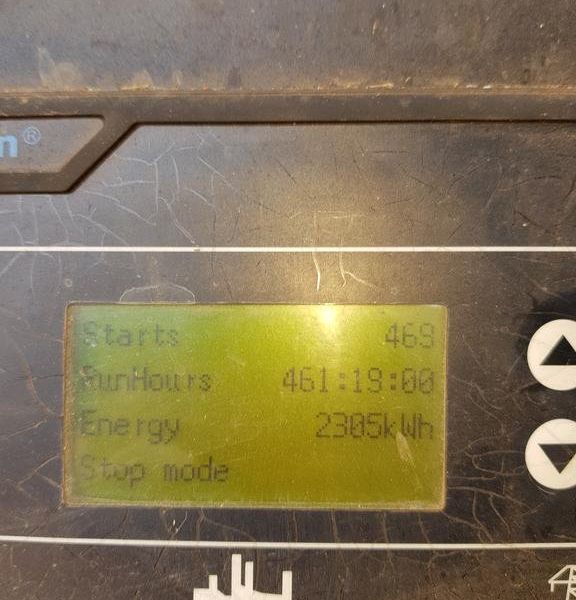 n®
Starts 469
RunHours 461:19:00
Energy 2305kWh
Stop mode